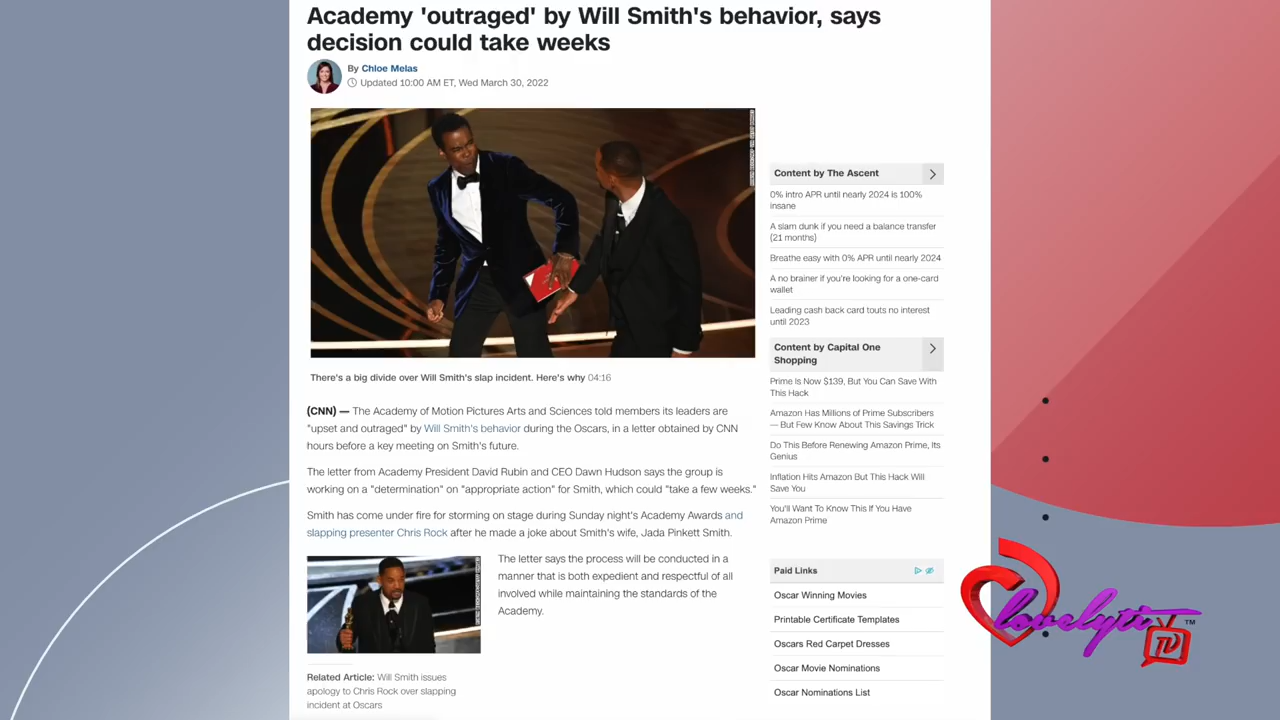 Academy 'outraged' by Will Smith's behavior, says
decision could take weeks
By Chloe Melas
Updated 10:00 AM ET, Wed March 30, 2022
There's a big divide over Will Smith's slap incident. Here's why 04:16
(CNN) — The Academy of Motion Pictures Arts and Sciences told members its leaders are
"upset and outraged" by Will Smith's behavior during the Oscars, in a letter obtained by CNN
hours before a key meeting on Smith's future.
The letter from Academy President David Rubin and CEO Dawn Hudson says the group is
working on a "determination" on "appropriate action" for Smith, which could "take a few weeks."
Smith has come under fire for storming on stage during Sunday night's Academy Awards and
slapping presenter Chris Rock after he made a joke about Smith's wife, Jada Pinkett Smith.
The letter says the process will be conducted in a
manner that is both expedient and respectful of all
involved while maintaining the standards of the
Academy.
Related Article: Will Smith issues
apology to Chris Rock over slapping
incident at Oscars
Content by The Ascent
0% intro APR until nearly 2024 is 100%
insane
A slam dunk if you need a balance transfer
(21 months)
Breathe easy with 0% APR until nearly 2024
A no brainer if you're looking for a one-card
wallet
Leading cash back card touts no interest
until 2023
Content by Capital One
Shopping
Prime Is Now $139, But You Can Save With
This Hack
Amazon Has Millions of Prime Subscribers
— But Few Know About This Savings Trick
Do This Before Renewing Amazon Prime, Its
Genius
Inflation Hits Amazon But This Hack Will
Save You
You'll Want To Know This If You Have
Amazon Prime
Paid Links
Oscar Winning Movies
Printable Certificate Templates
Oscars Red Carpet Dresses
Oscar Movie Nominations
Oscar Nominations List
lovelyti TV ™